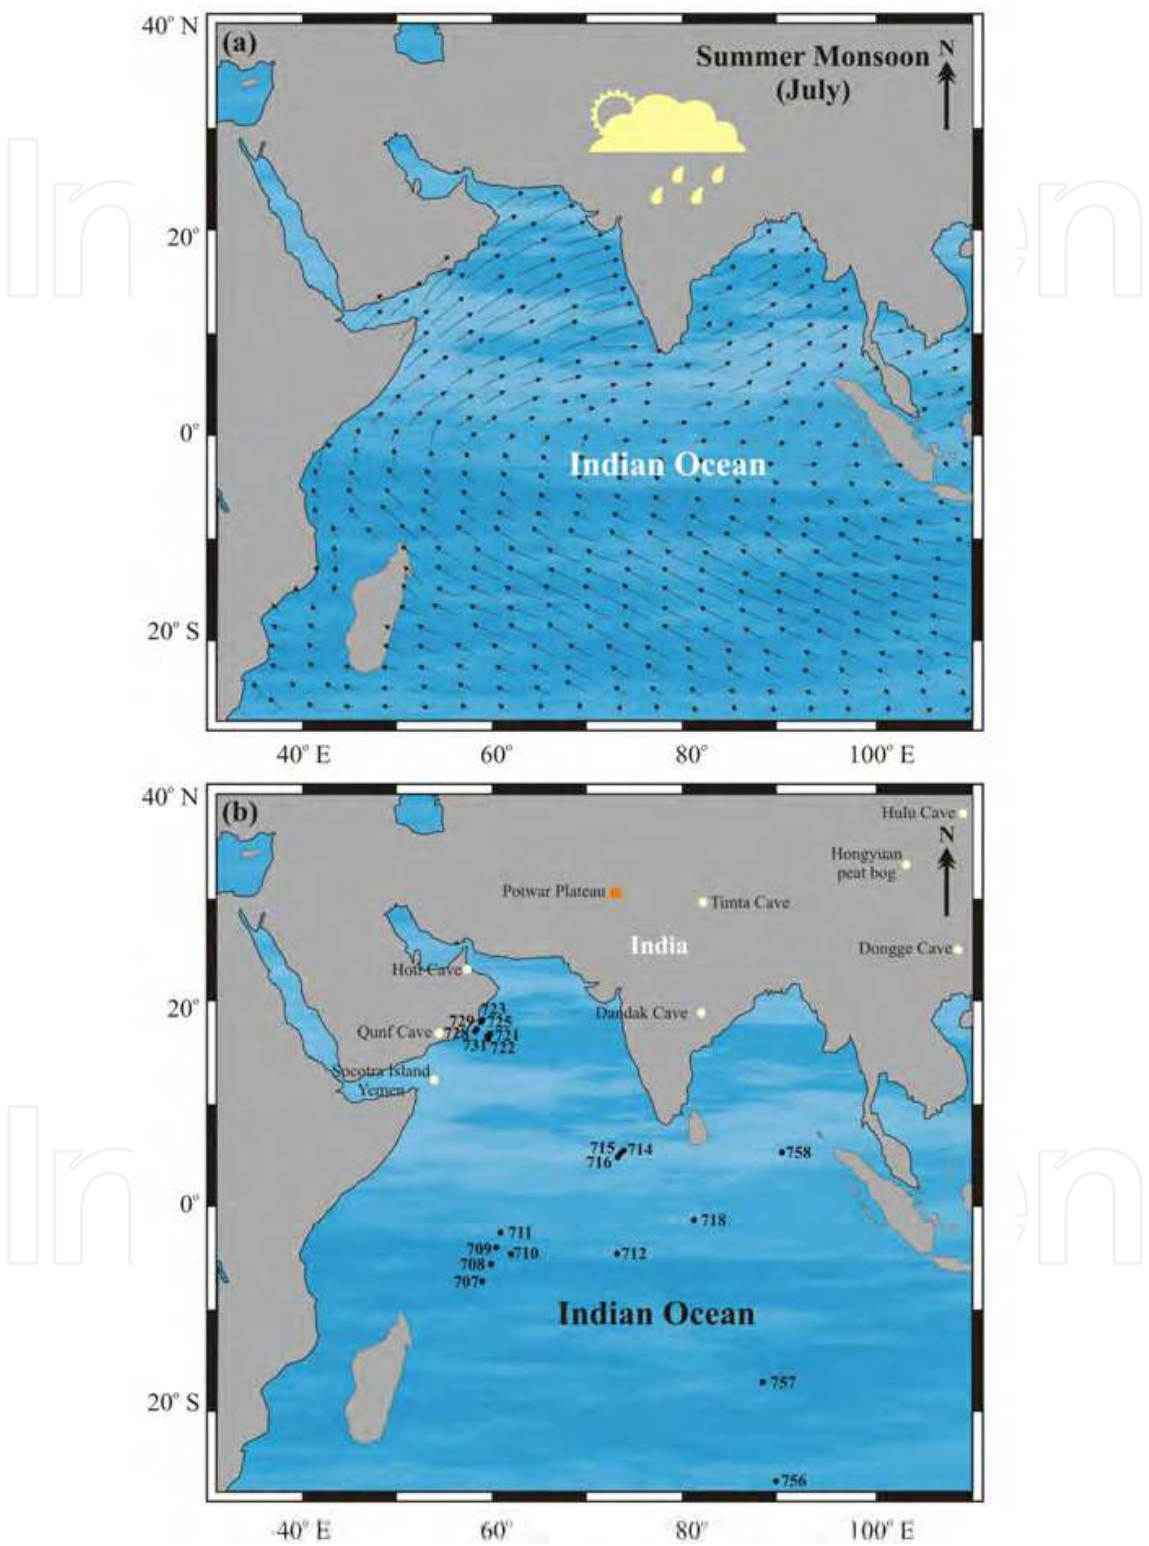 40° N
(a)
Summer Monsoon
(July)
N
20°
0°
Indian Ocean
20° S
40° E
60°
80°
100° E
40° N
(b)
Hulu Cave
N
Hongyuan
peat bog
Potwar Plateau
Timta Cave
India
Dongge Cave
Hoti Cave
20°
723
729
725
Dandak Cave
Qunf Cave
728
721
731
722
Socotra Island
Yemen
715
714
716
758
0°
718
711
709
710
712
708
707
Indian Ocean
757
20° S
756
40° E
60°
80°
100° E